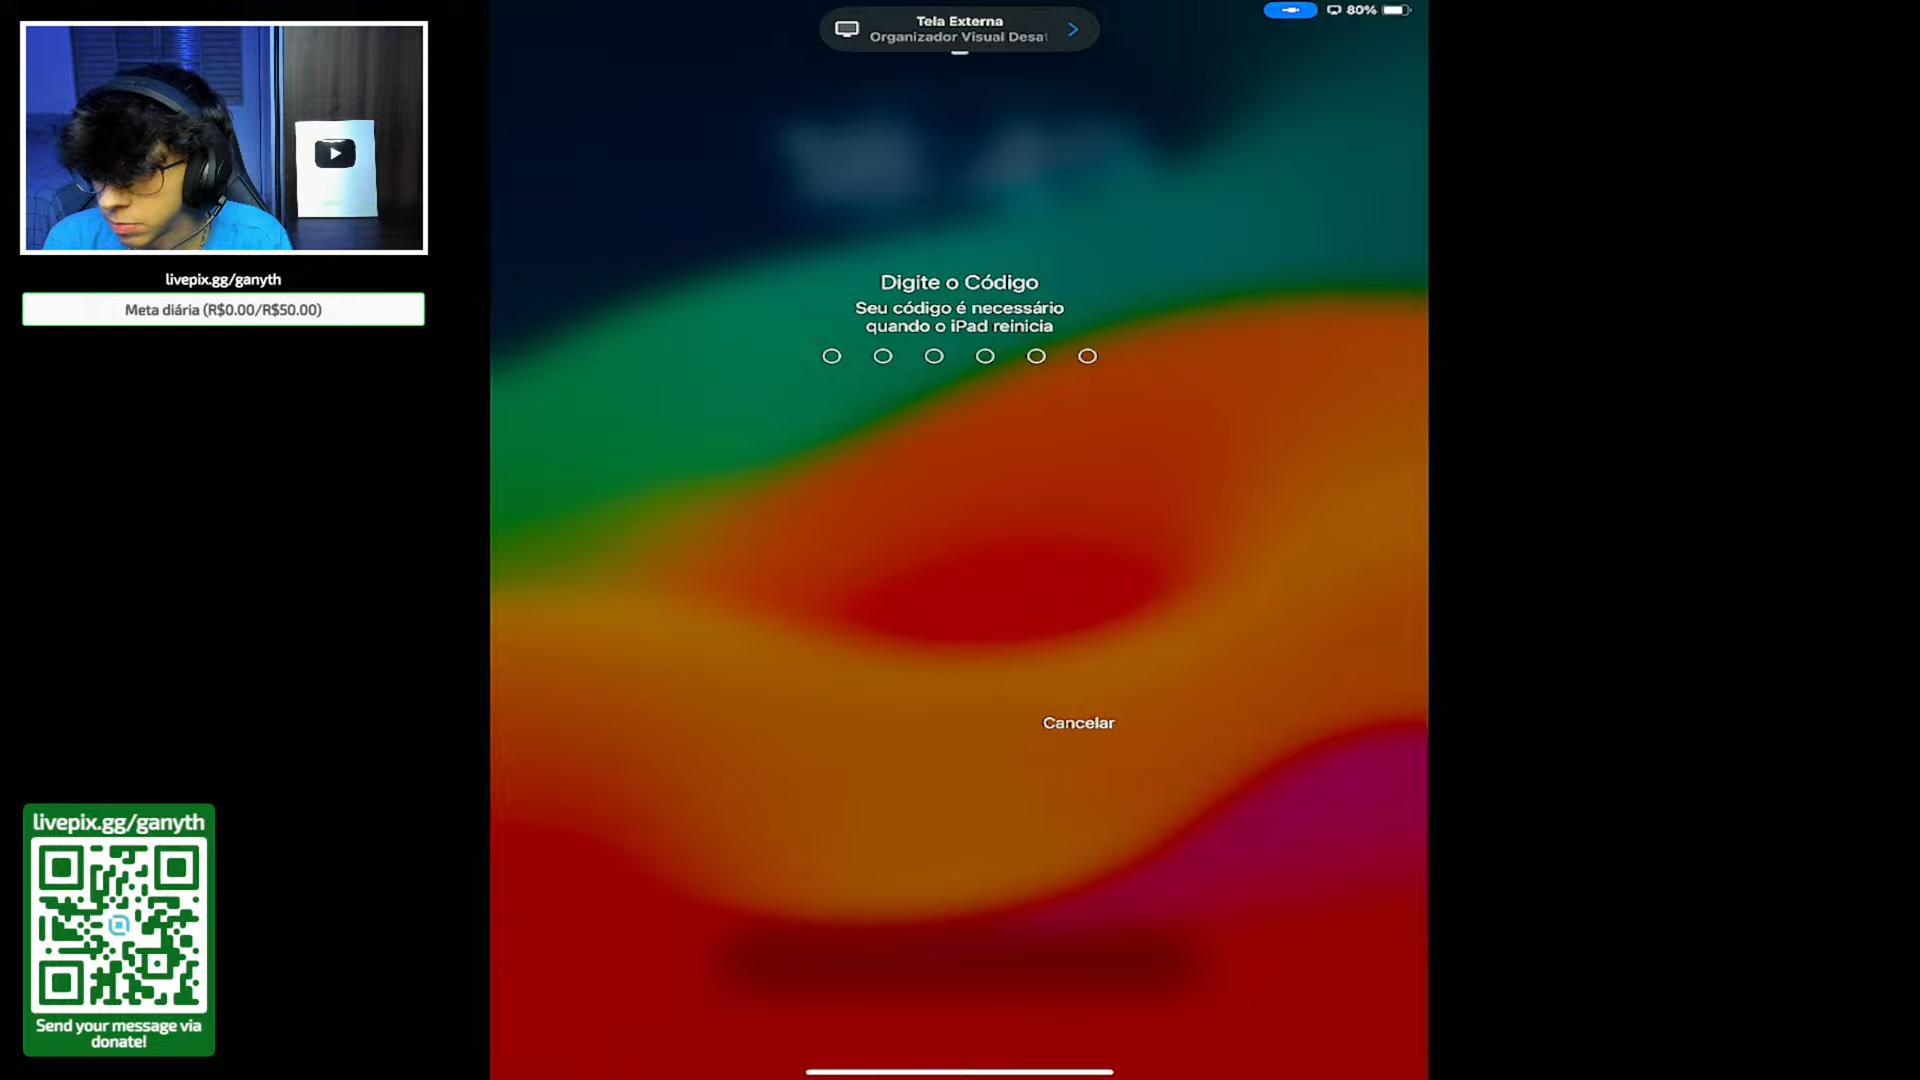 Tela Externa
Organizador Visual Desa
80%
livepix.gg/ganyth
Meta diária (R$0.00/R$50.00)
Digite o Código
Seu código é necessário
quando o iPad reinicia
Cancelar
livepix.gg/ganyth
Send your message via
donate!